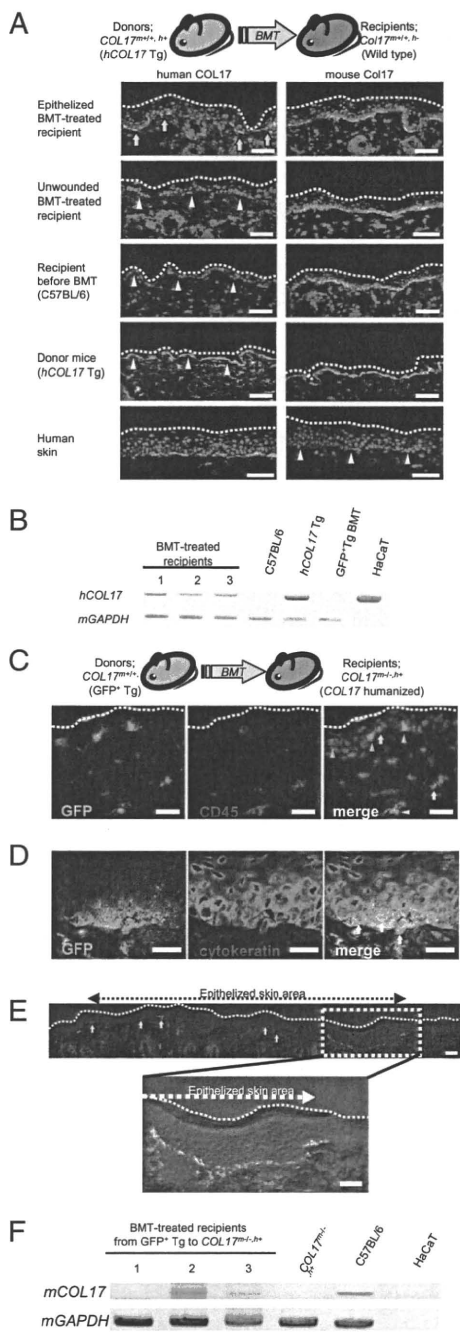 A
Donors;
COL17m+/+, h+
(hCOL17 Tg)
BMT
Recipients;
Col17m+/+, h-
(Wild type)
human COL17
mouse Col17
Epithelized
BMT-treated
recipient
Unwounded
BMT-treated
recipient
Recipient
before BMT
(C57BL/6)
Donor mice
(hCOL17 Tg)
Human
skin
B
BMT-treated
recipients
1 2 3
C57BL/6
hCOL17 Tg
GFP+Tg BMT
HaCaT
hCOL17
mGAPDH
C
Donors;
COL17m+/+,
(GFP+ Tg)
BMT
Recipients;
COL17m-/-,h+
(COL17 humanized)
GFP
CD45
merge
D
GFP
cytokeratin
merge
E
Epithelized skin area
Epithelized skin area
F
BMT-treated recipients
from GFP+ Tg to COL17m-/-,h+
1 2 3
COL17m-/-
C57BL/6
HaCaT
mCOL17
mGAPDH